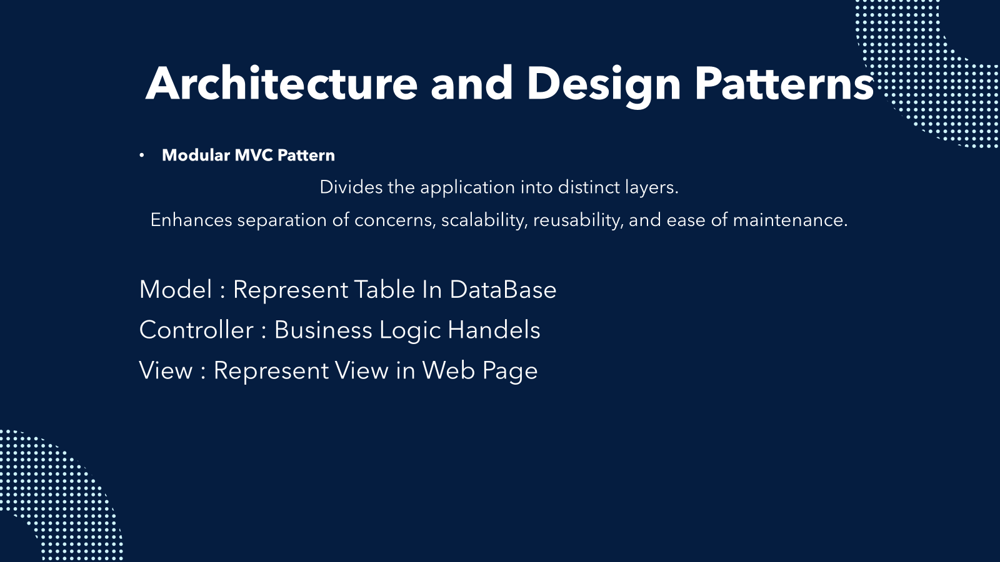 Architecture and Design Patterns
• Modular MVC Pattern
Divides the application into distinct layers.
Enhances separation of concerns, scalability, reusability, and ease of maintenance.
Model : Represent Table In DataBase
Controller : Business Logic Handels
View : Represent View in Web Page